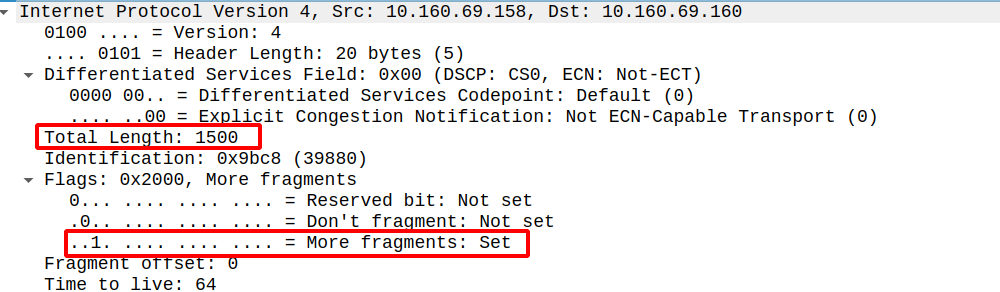 Internet Protocol Version 4, Src: 10.160.69.158, Dst: 10.160.69.160
0100 .... = Version: 4
.... 0101 = Header Length: 20 bytes (5)
Differentiated Services Field: 0x00 (DSCP: CS0, ECN: Not-ECT)
0000 00.. = Differentiated Services Codepoint: Default (0)
.... ..00 = Explicit Congestion Notification: Not ECN-Capable Transport (0)
Total Length: 1500
Identification: 0x9bc8 (39880)
Flags: 0x2000, More fragments
0... .... .... .... = Reserved bit: Not set
.0.. .... .... .... = Don't fragment: Not set
..1. .... .... .... = More fragments: Set
Fragment offset: 0
Time to live: 64